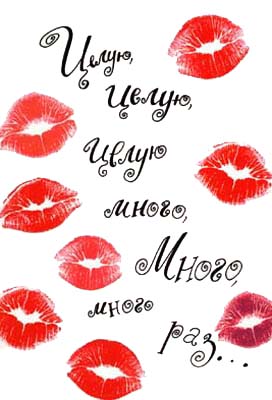 Целую,
целую,
целую
много,
Много,
много
раз...